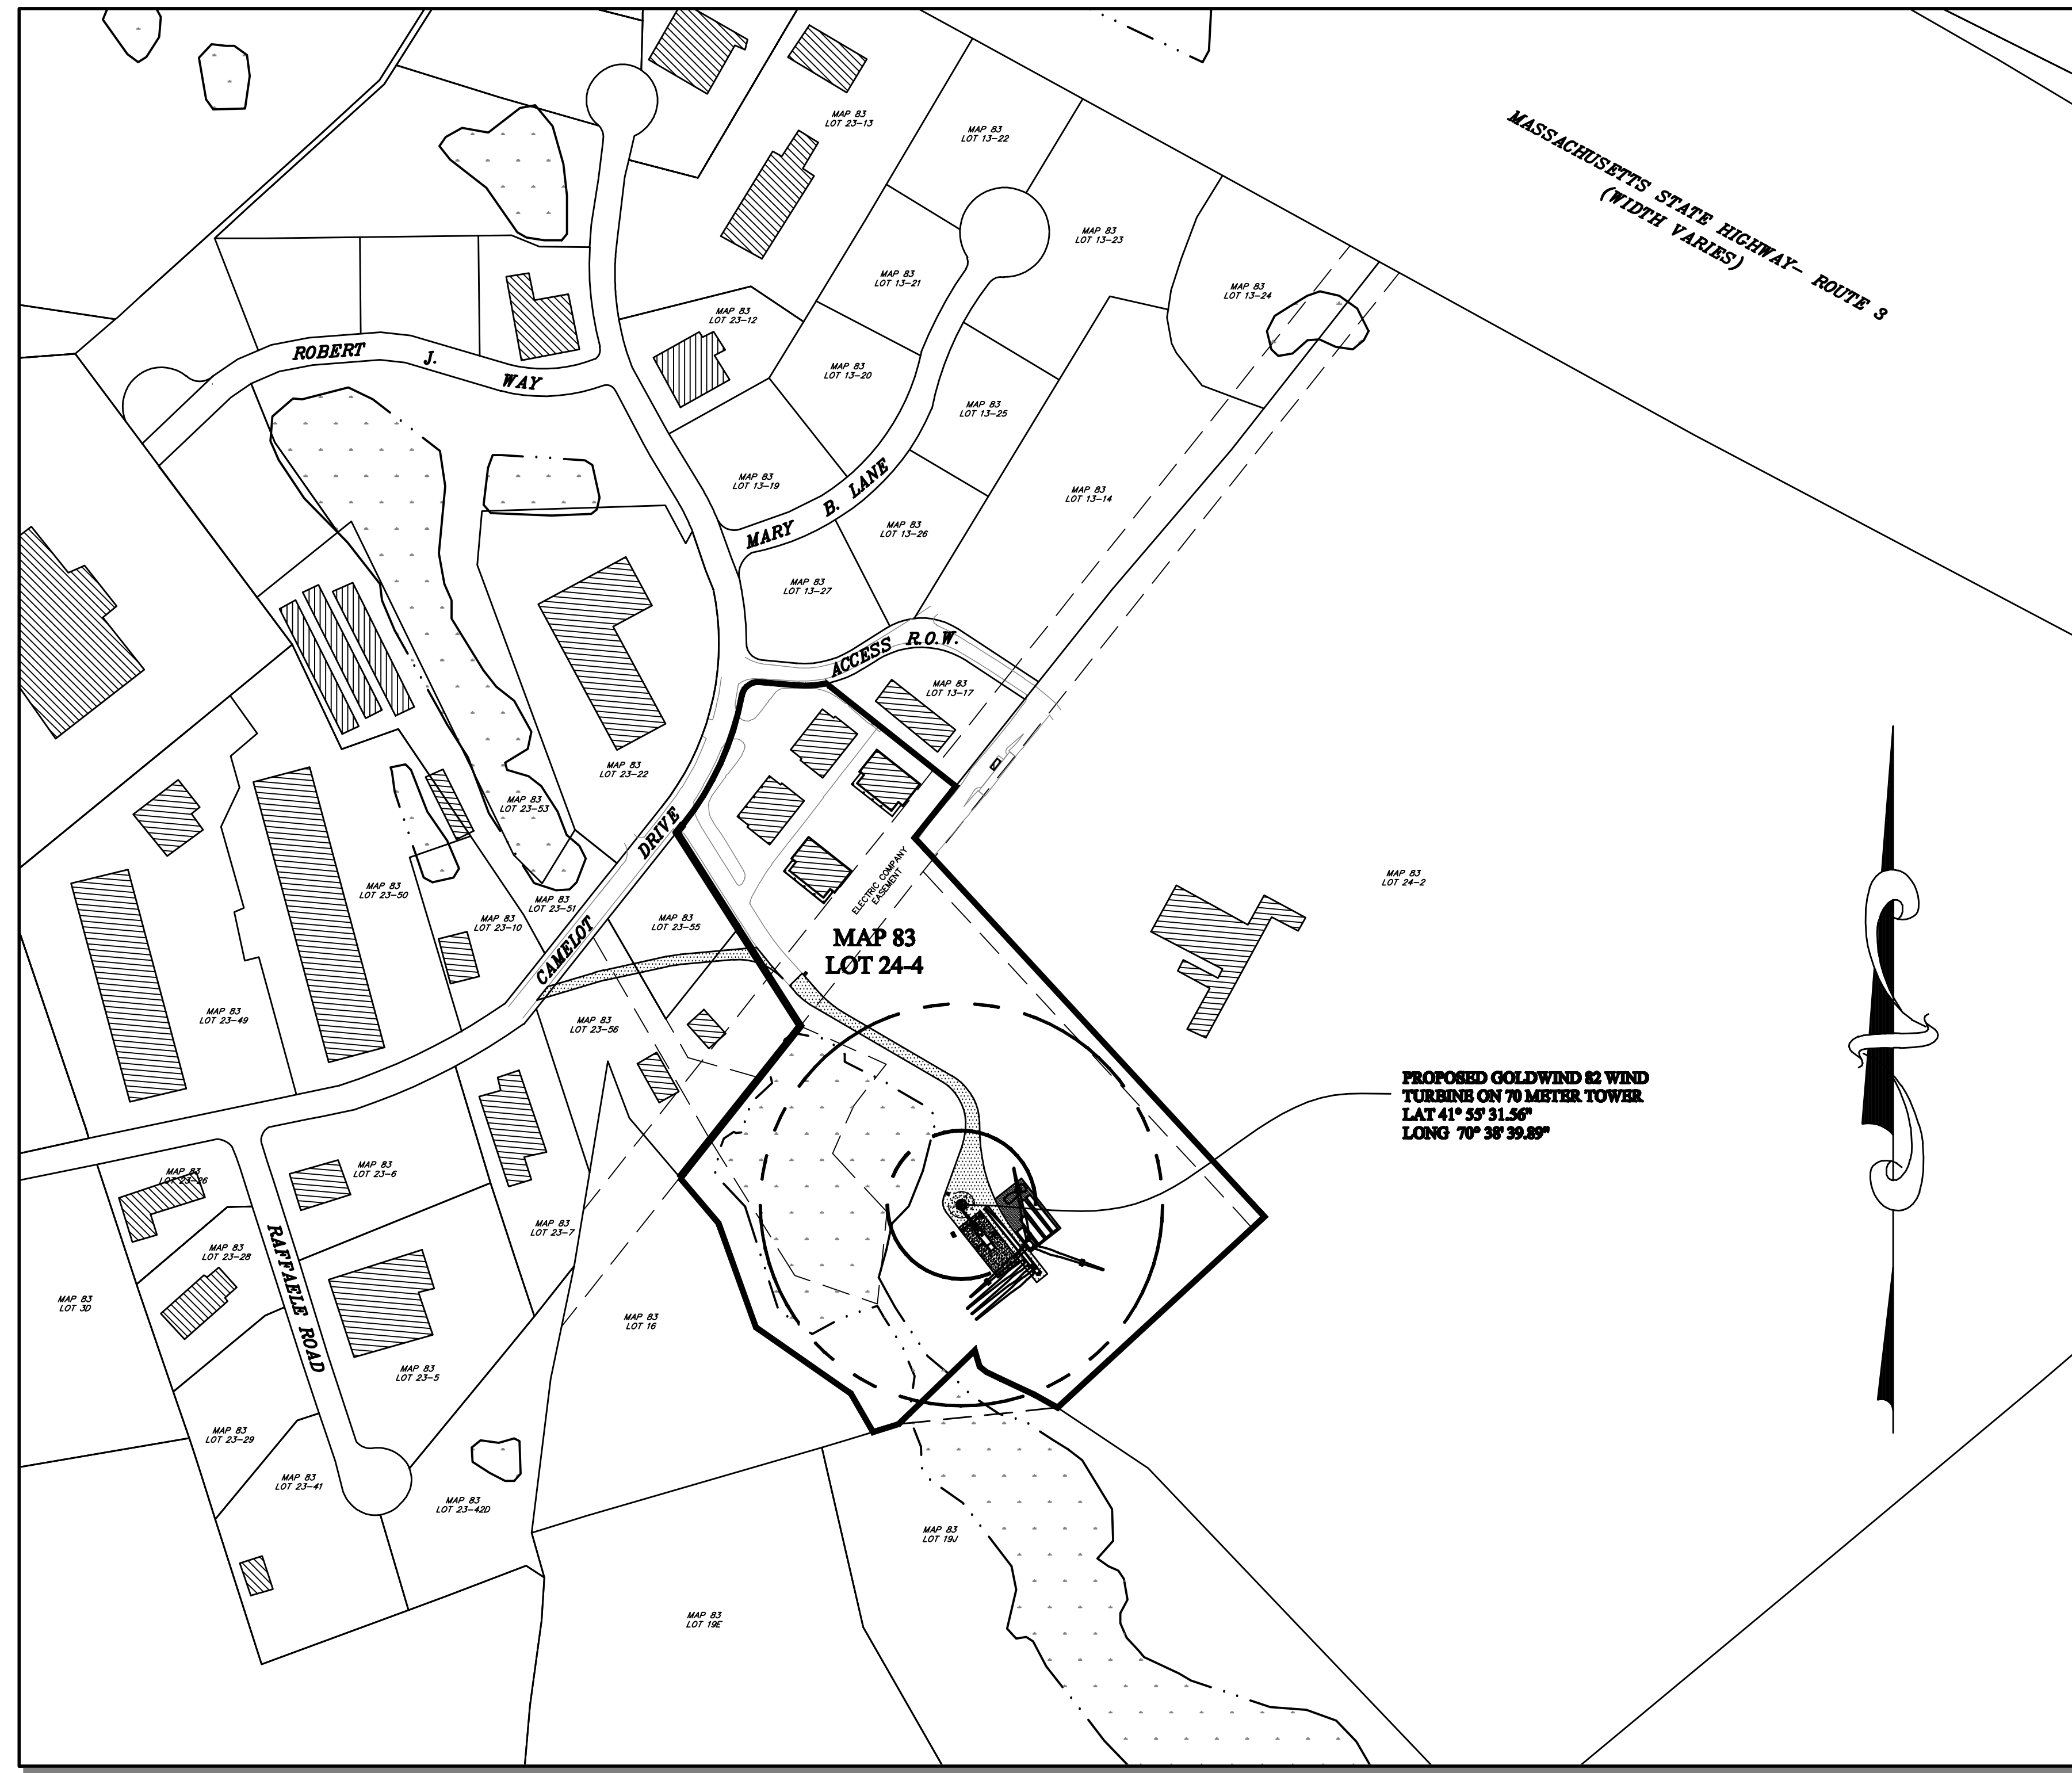 MAP 83
LOT 23-13
MAP 83
LOT 13-22
MASSACHUSETTS STATE HIGHWAY- ROUTE 3
(WIDTH VARIES)
MAP 83
LOT 13-23
MAP 83
LOT 13-21
MAP 83
LOT 13-24
MAP 83
LOT 23-12
ROBERT J. WAY
MAP 83
LOT 13-20
MAP 83
LOT 13-25
MAP 83
LOT 13-19
MARY B. LANE
MAP 83
LOT 13-14
MAP 83
LOT 13-26
MAP 83
LOT 13-27
ACCESS R.O.W.
MAP 83
LOT 13-17
MAP 83
LOT 23-22
MAP 83
LOT 23-53
CAMELOT DRIVE
ELECTRIC COMPANY
EASEMENT
MAP 83
LOT 24-2
MAP 83
LOT 23-50
MAP 83
LOT 23-51
MAP 83
LOT 23-10
MAP 83
LOT 23-55
MAP 83
LOT 24-4
MAP 83
LOT 23-49
MAP 83
LOT 23-56
PROPOSED GOLDWIND 82 WIND
TURBINE ON 70 METER TOWER
LAT 41° 55' 31.56"
LONG 70° 38' 39.89"
MAP 83
LOT 23-26
MAP 83
LOT 23-6
MAP 83
LOT 23-7
MAP 83
LOT 23-28
RAFFAELE ROAD
MAP 83
LOT 3D
MAP 83
LOT 16
MAP 83
LOT 23-5
MAP 83
LOT 23-29
MAP 83
LOT 23-41
MAP 83
LOT 23-42D
MAP 83
LOT 19J
MAP 83
LOT 19E